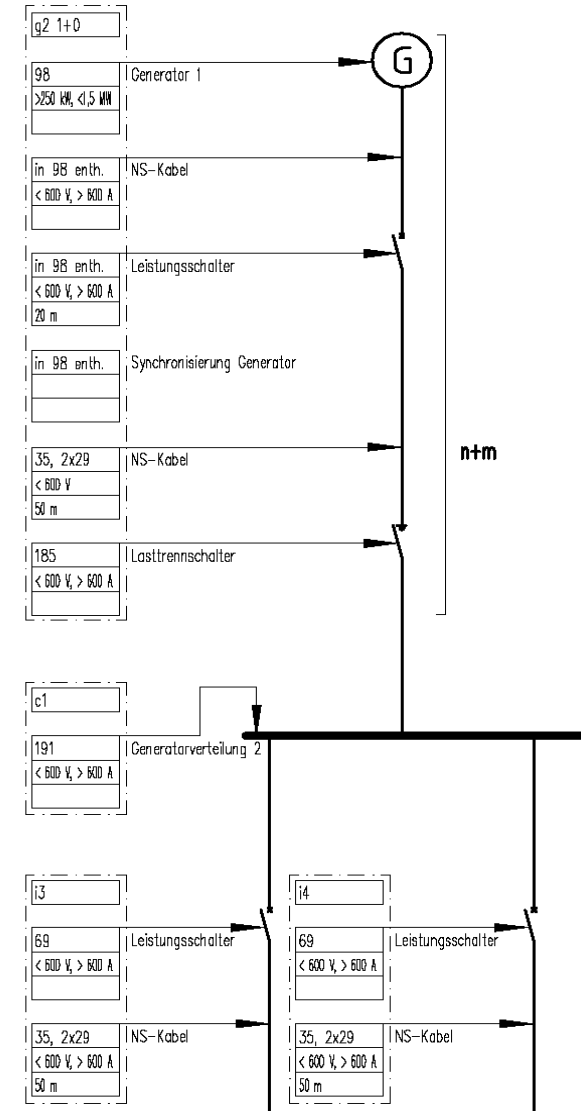 g2 1+0
G
98
Generator 1
>250 kW, <1,5 MW
in 98 enth.
NS-Kabel
< 600 V, > 600 A
in 98 enth.
Leistungsschalter
< 600 V, > 600 A
20 m
in 98 enth.
Synchronisierung Generator
n+m
35, 2x29
NS-Kabel
< 600 V
50 m
185
Lasttrennschalter
< 600 V, > 600 A
c1
191
Generatorverteilung 2
< 600 V, > 600 A
i3
69
Leistungsschalter
< 600 V, > 600 A
35, 2x29
NS-Kabel
< 600 V, > 600 A
50 m
i4
69
Leistungsschalter
< 600 V, > 600 A
35, 2x29
NS-Kabel
< 600 V, > 600 A
50 m